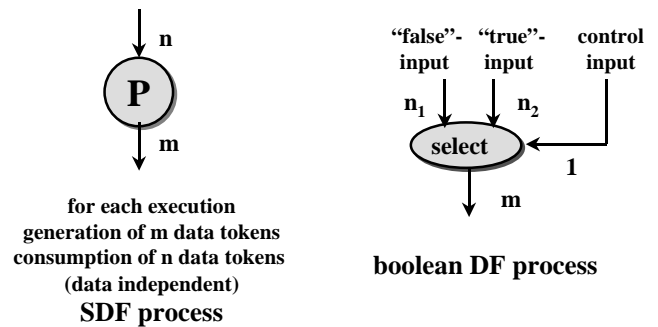 n
P
m
for each execution
generation of m data tokens
consumption of n data tokens
(data independent)
SDF process
“false”- “true”- control
input input input
n1 n2
select
1
m
boolean DF process